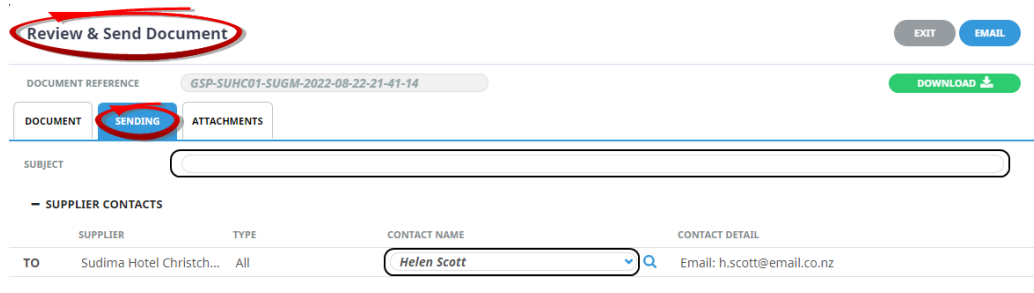 Review & Send Document
EXIT
EMAIL
DOCUMENT REFERENCE
GSP-SUHC01-SUGM-2022-08-22-21-41-14
DOWNLOAD
DOCUMENT
SENDING
ATTACHMENTS
SUBJECT
– SUPPLIER CONTACTS
SUPPLIER TYPE CONTACT NAME CONTACT DETAIL
TO Sudima Hotel Christch... All Helen Scott Email: h.scott@email.co.nz